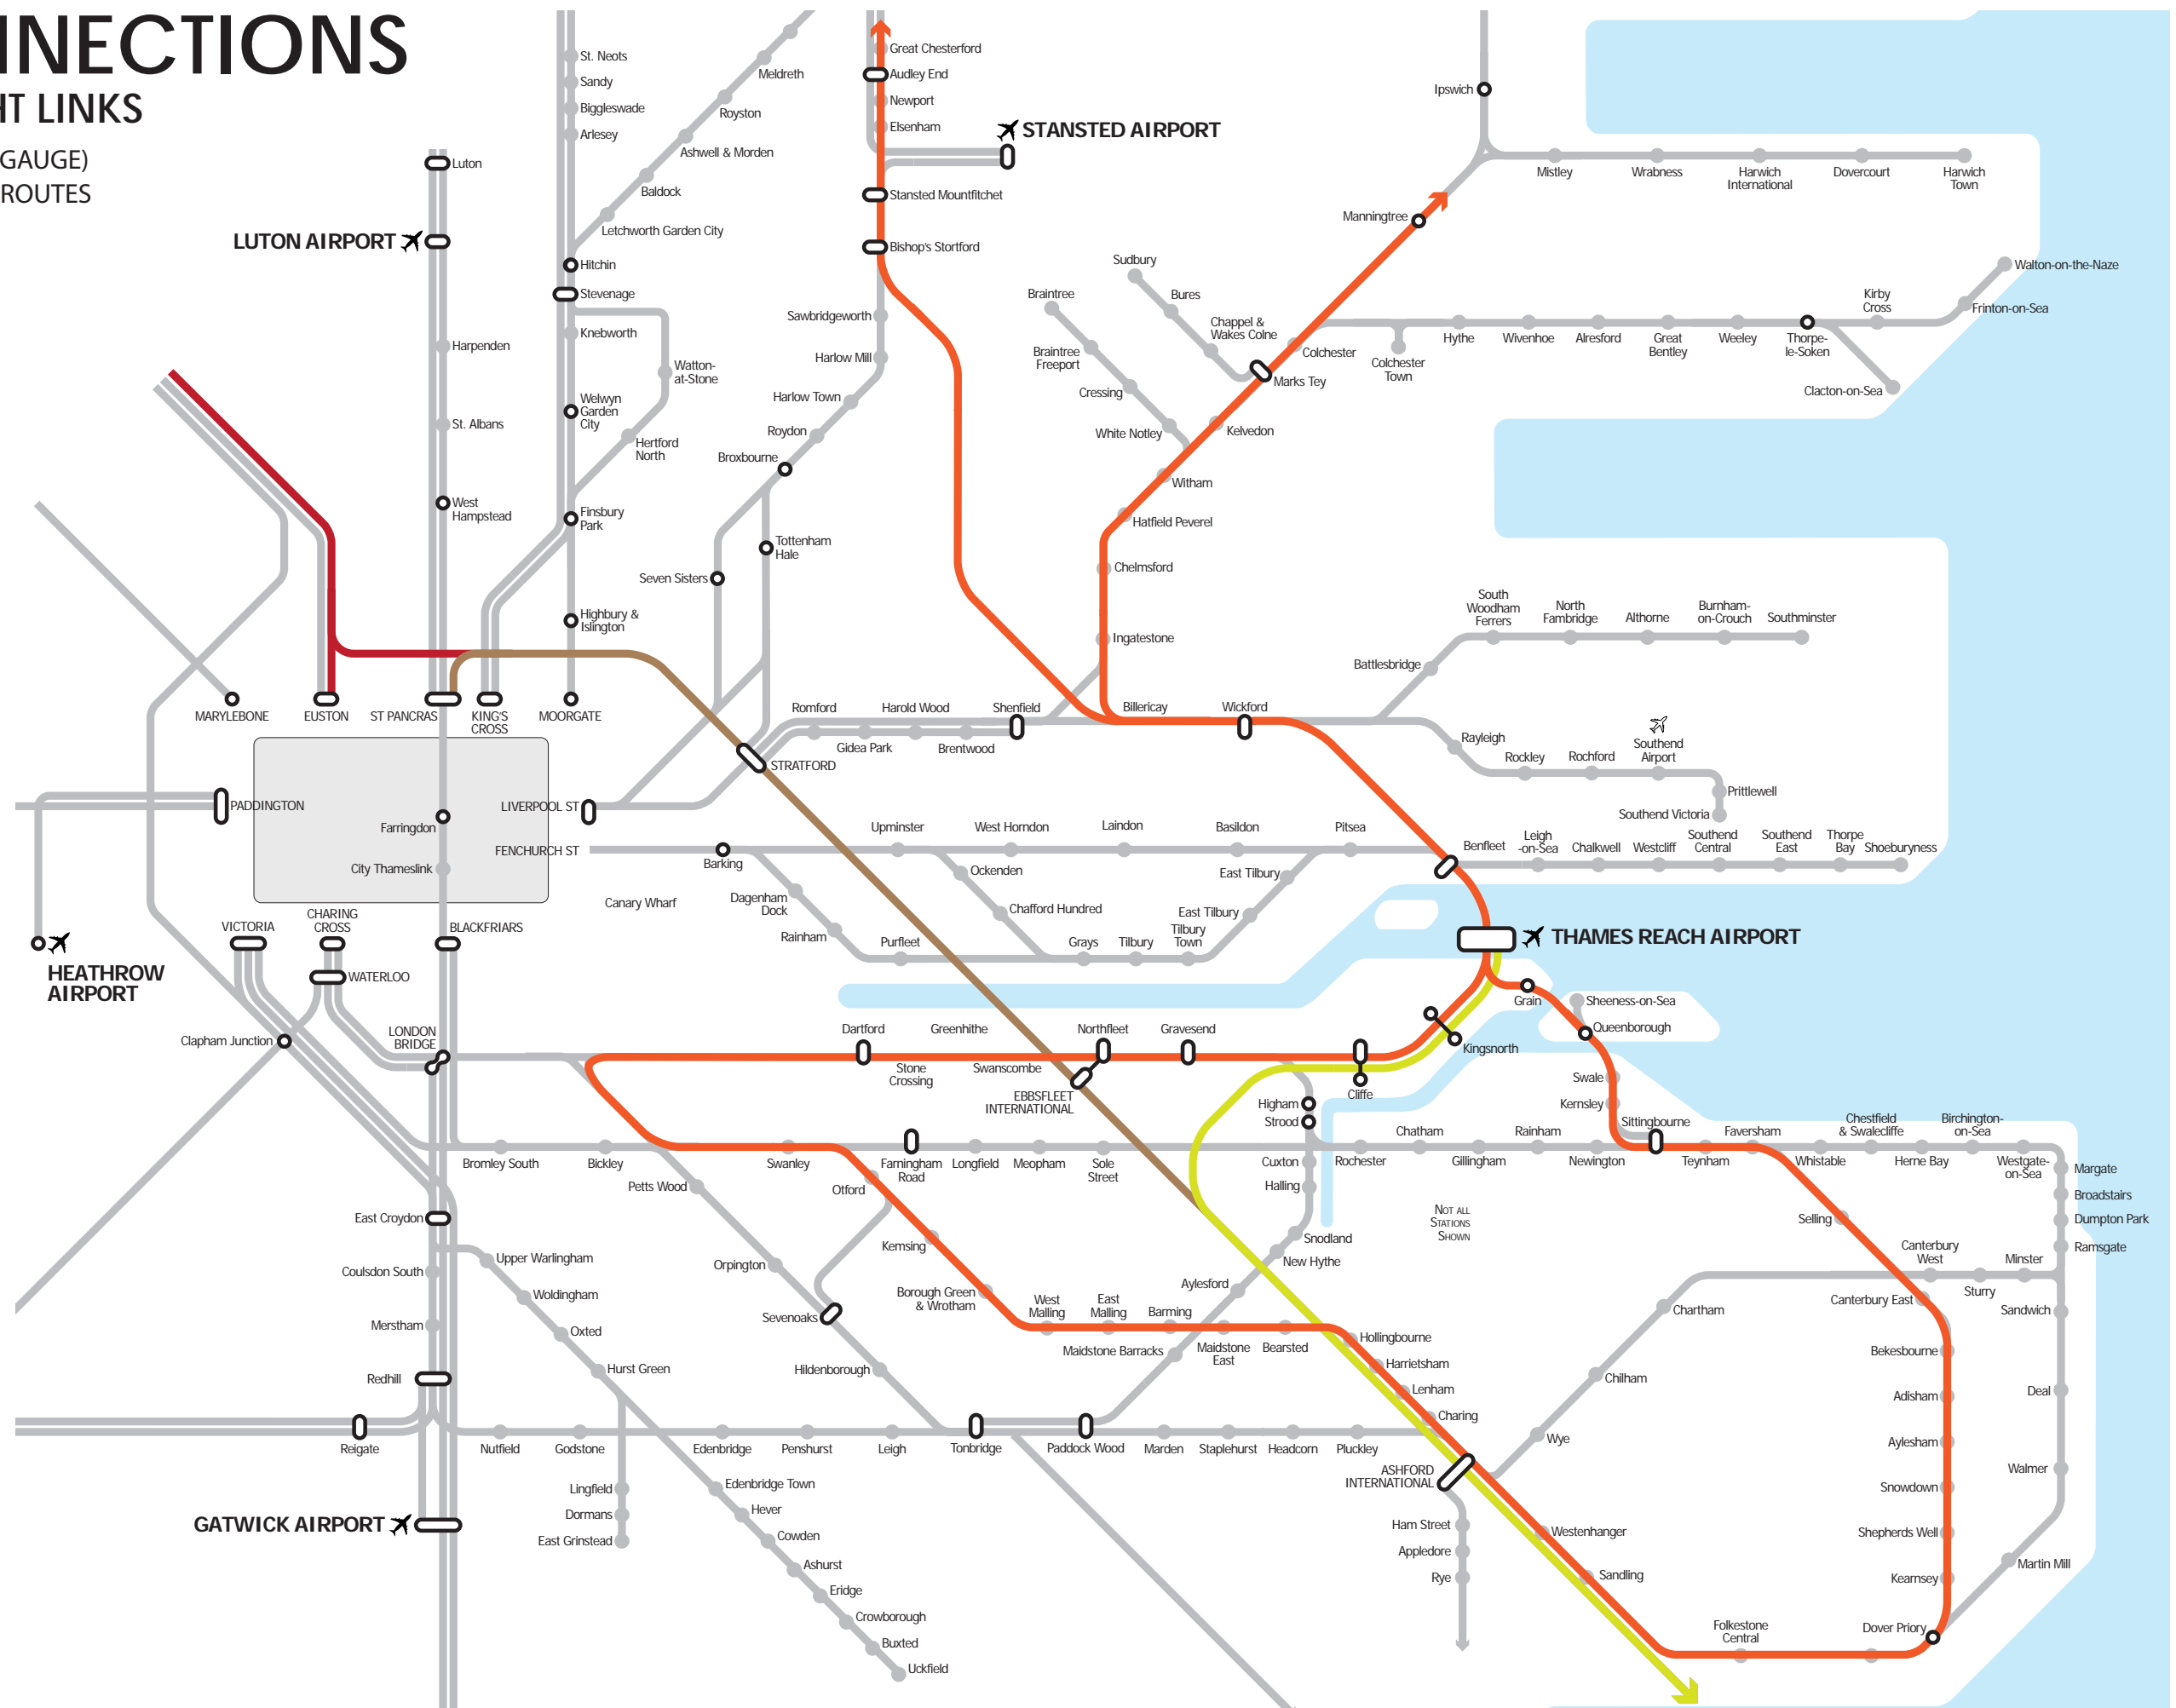 NNECTIONS
HT LINKS
GAUGE)
ROUTES
St. Neots
Sandy
Biggleswade
Arlesey
Meldreth
Royston
Ashwell & Morden
Baldock
Letchworth Garden City
Hitchin
Stevenage
Knebworth
Watton-
at-Stone
Welwyn
Garden
City
Hertford
North
Finsbury
Park
Highbury &
Islington
Luton
LUTON AIRPORT
Harpenden
St. Albans
West
Hampstead
Great Chesterford
Audley End
Newport
Elsenham
STANSTED AIRPORT
Stansted Mountfitchet
Bishop's Stortford
Sawbridgeworth
Harlow Mill
Harlow Town
Roydon
Broxbourne
Tottenham
Hale
Seven Sisters
Ipswich
Mistley
Wrabness
Harwich
International
Dovercourt
Harwich
Town
Manningtree
Sudbury
Bures
Chappel &
Wakes Colne
Braintree
Braintree
Freeport
Cressing
White Notley
Colchester
Marks Tey
Colchester
Town
Hythe
Wivenhoe
Alresford
Great
Bentley
Weeley
Thorpe-
le-Soken
Kirby
Cross
Walton-on-the-Naze
Frinton-on-Sea
Clacton-on-Sea
Kelvedon
Witham
Hatfield Peverel
Chelmsford
Ingatestone
South
Woodham
Ferrers
North
Fambridge
Althorne
Burnham-
on-Crouch
Southminster
Battlesbridge
MARYLEBONE
EUSTON
ST PANCRAS
KING'S
CROSS
MOORGATE
Romford
Harold Wood
Shenfield
Gidea Park
Brentwood
Billericay
Wickford
Rayleigh
Rockley
Rochford
Southend
Airport
Prittlewell
Southend Victoria
STRATFORD
PADDINGTON
LIVERPOOL ST
Farringdon
FENCHURCH ST
City Thameslink
Barking
Upminster
West Horndon
Laindon
Basildon
Pitsea
Benfleet
Leigh
-on-Sea
Chalkwell
Westcliff
Southend
Central
Southend
East
Thorpe
Bay
Shoeburyness
Ockenden
East Tilbury
Canary Wharf
Dagenham
Dock
Chafford Hundred
East Tilbury
Rainham
Purfleet
Grays
Tilbury
Tilbury
Town
VICTORIA
CHARING
CROSS
BLACKFRIARS
WATERLOO
HEATHROW
AIRPORT
THAMES REACH AIRPORT
Grain
Sheeness-on-Sea
Queenborough
Kingsnorth
Clapham Junction
LONDON
BRIDGE
Dartford
Greenhithe
Northfleet
Gravesend
Stone
Crossing
Swanscombe
EBBSFLEET
INTERNATIONAL
Cliffe
Higham
Strood
Swale
Kernsley
Sittingbourne
Bromley South
Bickley
Swanley
Farningham
Road
Longfield
Meopham
Sole
Street
Cuxton
Halling
Rochester
Chatham
Gillingham
Rainham
Newington
Teynham
Faversham
Whistable
Chestfield
& Swalecliffe
Herne Bay
Birchington-
on-Sea
Westgate-
on-Sea
Margate
Broadstairs
Dumpton Park
Ramsgate
Petts Wood
Otford
Kemsing
Orpington
Borough Green
& Wrotham
Sevenoaks
Hildenborough
East Croydon
Upper Warlingham
Coulsdon South
Woldingham
Merstham
Oxted
Redhill
Hurst Green
Snodland
New Hythe
Aylesford
NOT ALL
STATIONS
SHOWN
Selling
Canterbury
West
Minster
Sturry
Canterbury East
Sandwich
Chartham
West
Malling
East
Malling
Barming
Maidstone Barracks
Maidstone
East
Bearsted
Hollingbourne
Harrietsham
Lenham
Charing
Chilham
Bekesbourne
Adisham
Deal
Reigate
Nutfield
Godstone
Edenbridge
Penshurst
Leigh
Tonbridge
Paddock Wood
Marden
Staplehurst
Headcorn
Pluckley
Wye
Aylesham
ASHFORD
INTERNATIONAL
Walmer
Snowdown
Lingfield
Dormans
East Grinstead
GATWICK AIRPORT
Edenbridge Town
Hever
Cowden
Ashurst
Eridge
Crowborough
Buxted
Uckfield
Ham Street
Appledore
Rye
Westenhanger
Sandling
Shepherds Well
Kearnsey
Martin Mill
Folkestone
Central
Dover Priory